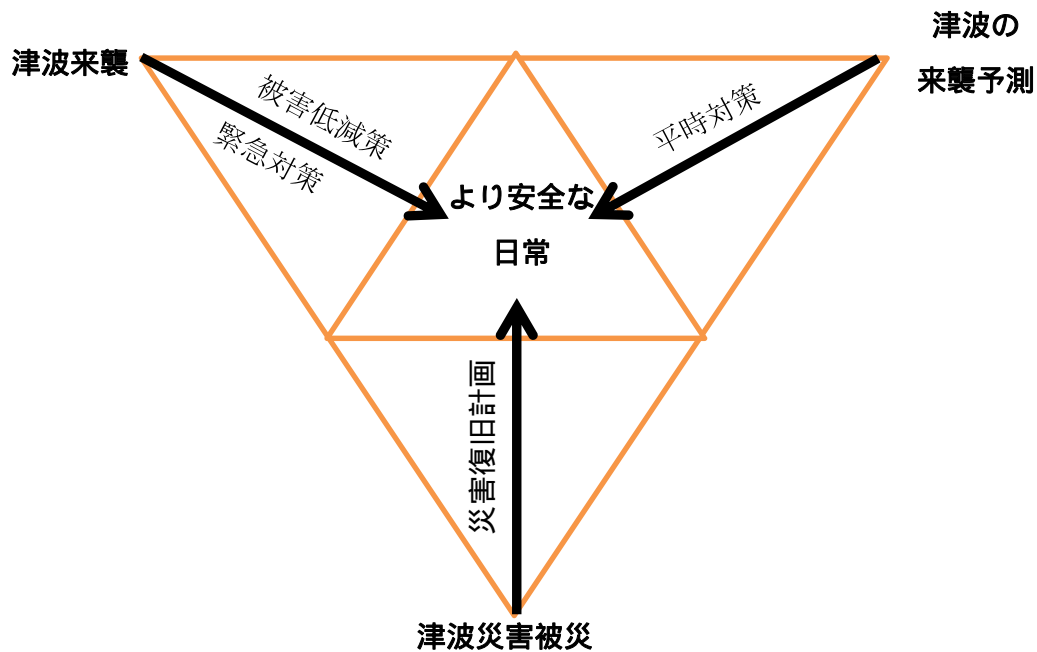 津波来襲
津波の
来襲予測
被害低減策
緊急対策
平時対策
より安全な
日常
災害復旧計画
津波災害被災